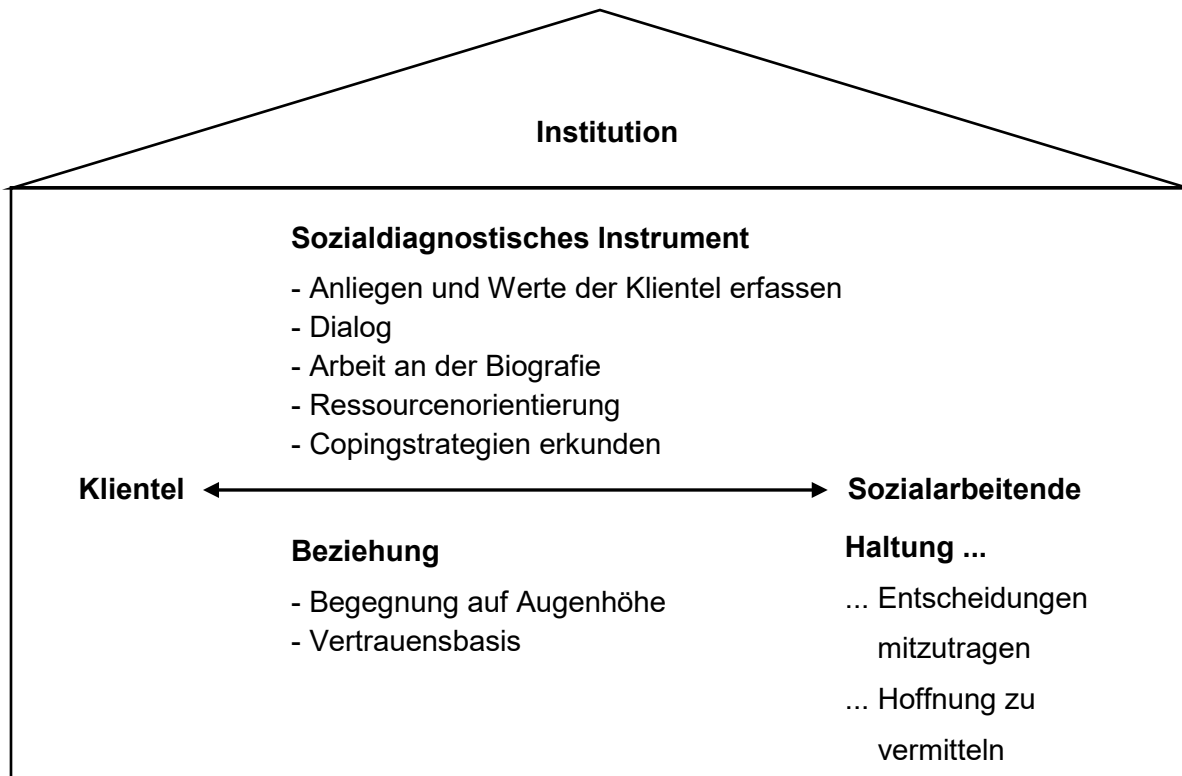 Institution
Sozialdiagnostisches Instrument
- Anliegen und Werte der Klientel erfassen
- Dialog
- Arbeit an der Biografie
- Ressourcenorientierung
- Copingstrategien erkunden
Klientel
Sozialarbeitende
Beziehung
- Begegnung auf Augenhöhe
- Vertrauensbasis
Haltung ...
... Entscheidungen
mitzutragen
... Hoffnung zu
vermitteln